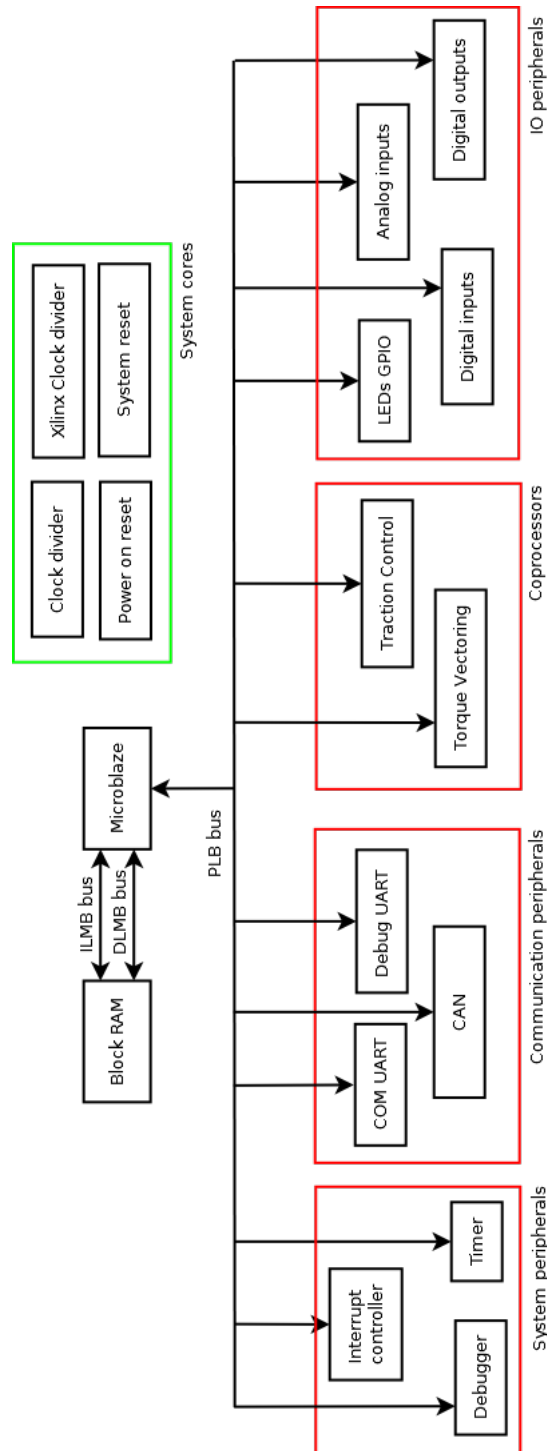 Block RAM
ILMB bus
DLMB bus
Microblaze
Clock divider
Xilinx Clock divider
Power on reset
System reset
System cores
PLB bus
Interrupt
controller
Debugger
Timer
System peripherals
COM UART
Debug UART
CAN
Communication peripherals
Traction Control
Torque Vectoring
Coprocessors
LEDs GPIO
Analog inputs
Digital inputs
Digital outputs
IO peripherals